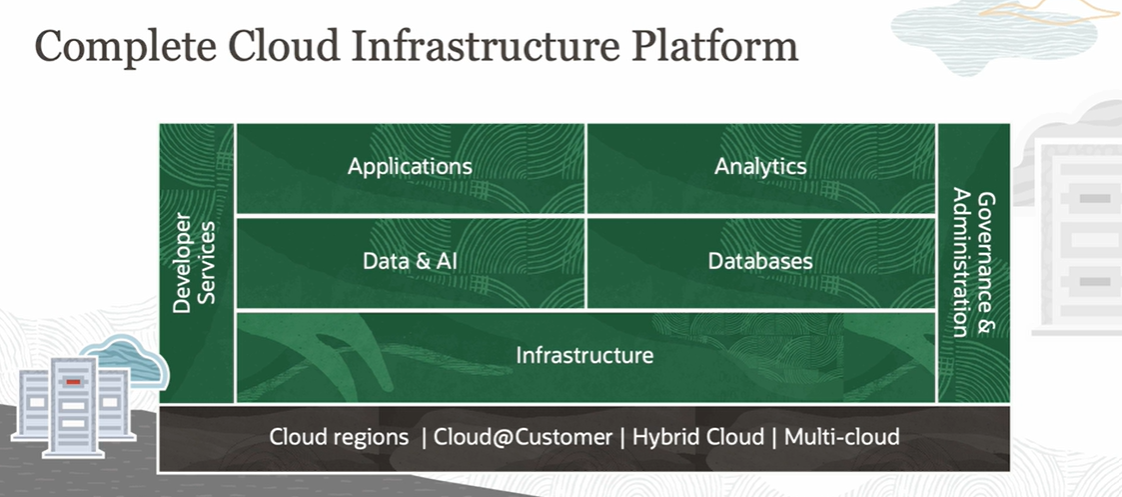 Complete Cloud Infrastructure Platform
Developer
Services
Applications
Analytics
Data & AI
Databases
Infrastructure
Governance &
Administration
Cloud regions | Cloud@Customer | Hybrid Cloud | Multi-cloud